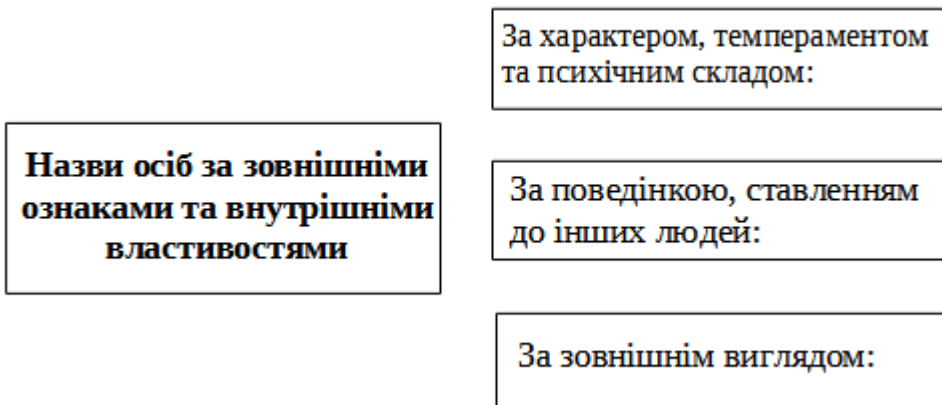 За характером, темпераментом
та психічним складом:
Назви осіб за зовнішніми
ознаками та внутрішніми
властивостями
За поведінкою, ставленням
до інших людей:
За зовнішнім виглядом: